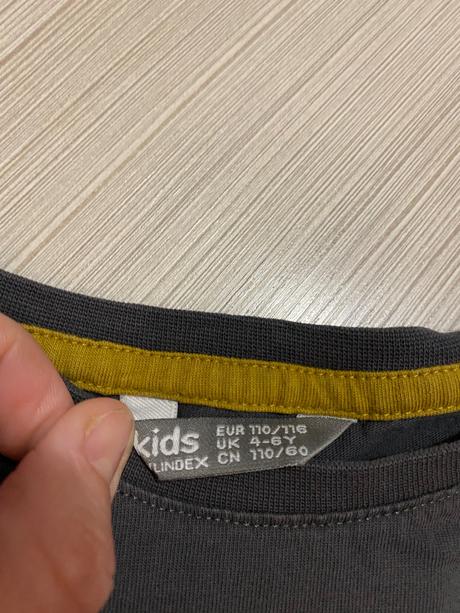 kids
LINDEX
EUR 110/116
UK 4-6Y
CN 110/60